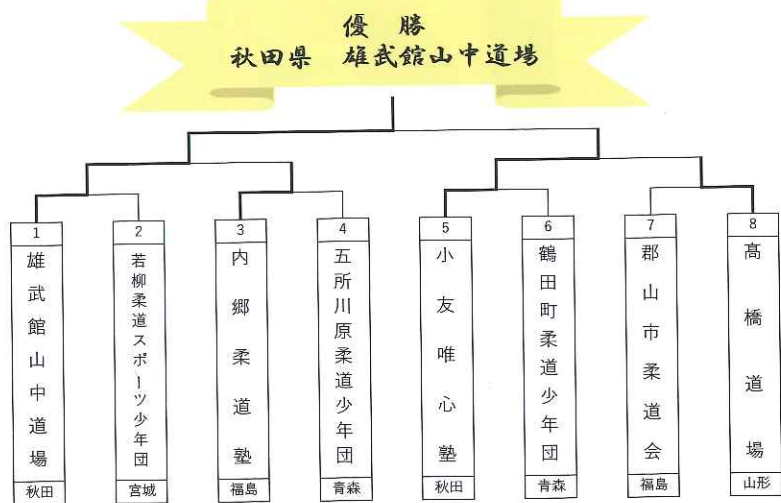 優 勝
秋田県 雄武館山中道場
1
雄武館山中道場
秋田
2
若柳柔道スポーツ少年団
宮城
3
内郷柔道塾
福島
4
五所川原柔道少年団
青森
5
小友唯心塾
秋田
6
鶴田町柔道少年団
青森
7
郡山市柔道会
福島
8
髙橋道場
山形